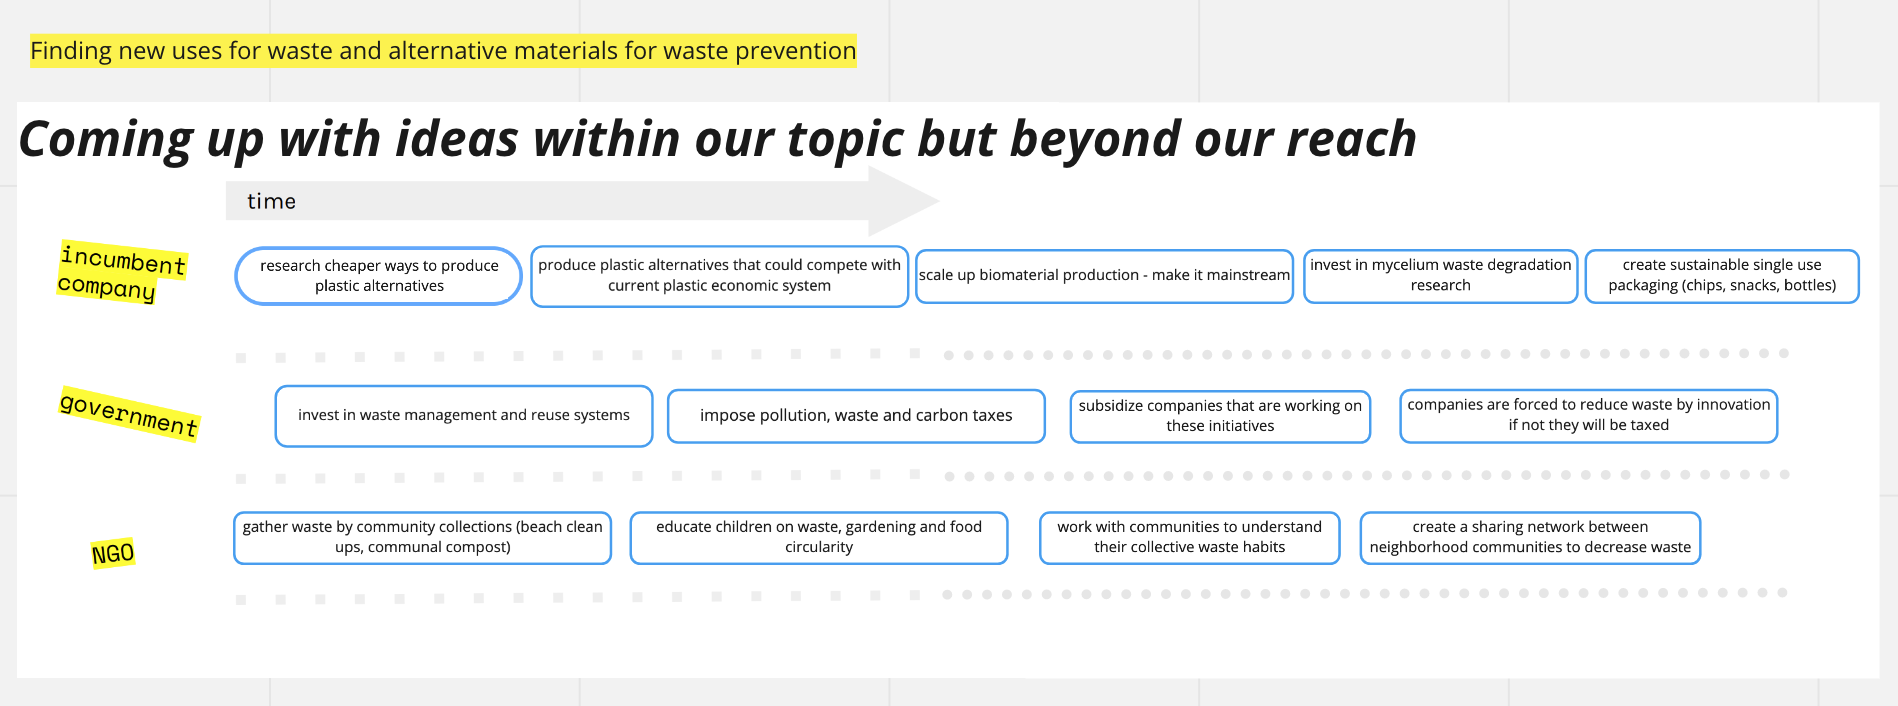 Finding new uses for waste and alternative materials for waste prevention
Coming up with ideas within our topic but beyond our reach
time
incumbent
company
research cheaper ways to produce
plastic alternatives
produce plastic alternatives that could compete with
current plastic economic system
scale up biomaterial production - make it mainstream
invest in mycelium waste degradation
research
create sustainable single use
packaging (chips, snacks, bottles)
government
invest in waste management and reuse systems
impose pollution, waste and carbon taxes
subsidize companies that are working on
these initiatives
companies are forced to reduce waste by innovation
if not they will be taxed
NGO
gather waste by community collections (beach clean
ups, communal compost)
educate children on waste, gardening and food
circularity
work with communities to understand
their collective waste habits
create a sharing network between
neighborhood communities to decrease waste